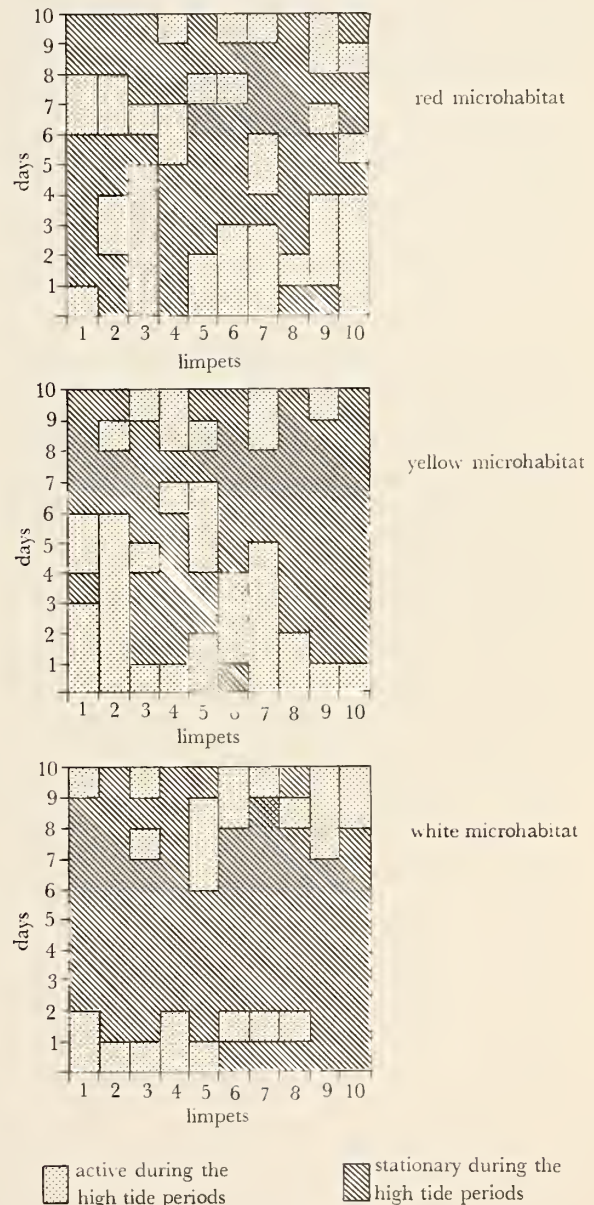 10
9
8
7
6
5
4
3
2
1
days
1 2 3 4 5 6 7 8 9 10
limpets
red microhabitat
10
9
8
7
6
5
4
3
2
1
days
1 2 3 4 5 6 7 8 9 10
limpets
yellow microhabitat
10
9
8
7
6
5
4
3
2
1
days
1 2 3 4 5 6 7 8 9 10
limpets
white microhabitat
active during the
high tide periods
stationary during the
high tide periods